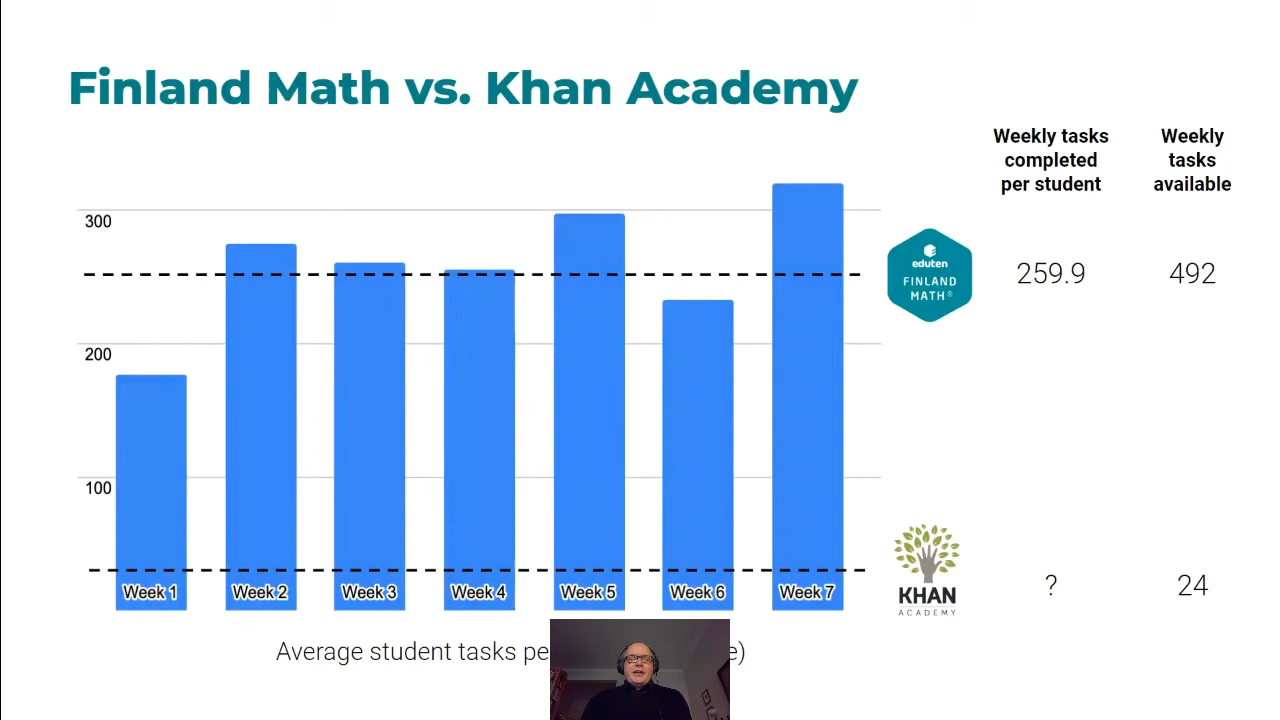 Finland Math vs. Khan Academy
Weekly tasks
completed
per student
Weekly
tasks
available
300
200
100
eduten
FINLAND
MATH®
259.9
492
Week 1
Week 2
Week 3
Week 4
Week 5
Week 6
Week 7
KHAN
ACADEMY
?
24
Average student tasks pe
e)